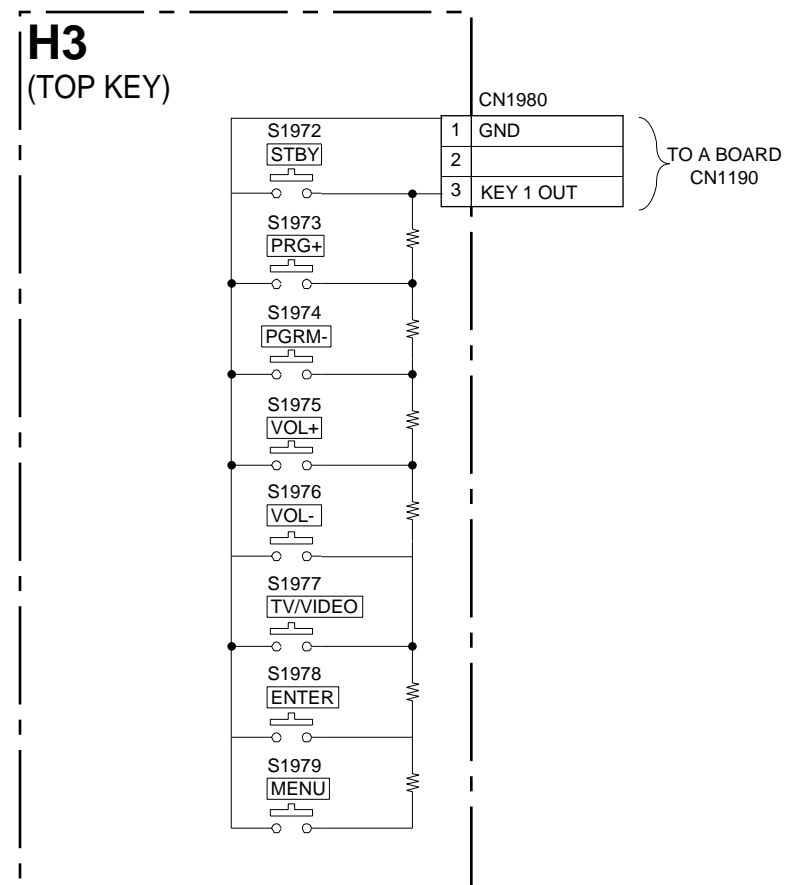 H3
(TOP KEY)
CN1980
1 GND
2
3 KEY 1 OUT
TO A BOARD
CN1190
S1972
STBY
S1973
PRG+
S1974
PGRM-
S1975
VOL+
S1976
VOL-
S1977
TV/VIDEO
S1978
ENTER
S1979
MENU